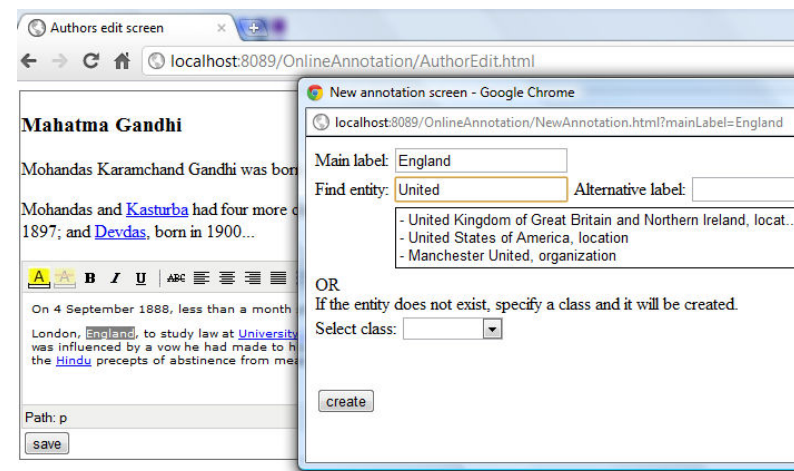 Authors edit screen
localhost:8089/OnlineAnnotation/AuthorEdit.html
Mahatma Gandhi
Mohandas Karamchand Gandhi was born
Mohandas and Kasturba had four more
1897; and Devdas, born in 1900...
A A B I U ABC
On 4 September 1888, less than a month
London, England, to study law at University
was influenced by a vow he had made to
the Hindu precepts of abstinence from
Path: p
save
New annotation screen - Google Chrome
localhost:8089/OnlineAnnotation/NewAnnotation.html?mainLabel=England
Main label: England
Find entity: United Alternative label:
- United Kingdom of Great Britain and Northern Ireland, locat...
- United States of America, location
- Manchester United, organization
OR
If the entity does not exist, specify a class and it will be created.
Select class:
create